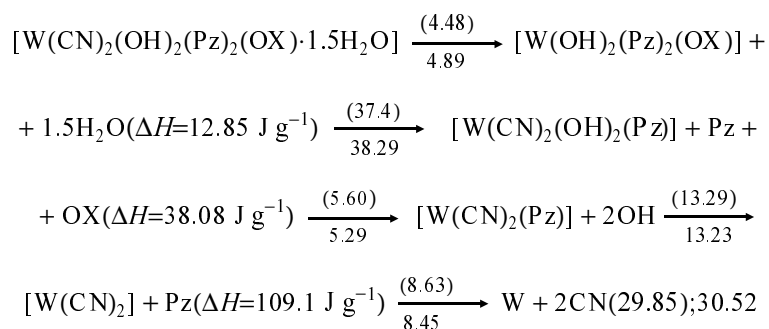 [W(CN)₂(OH)₂(Pz)₂(OX)·1.5H₂O] (4.48) 4.89 → [W(OH)₂(Pz)₂(OX)] +
+ 1.5H₂O(ΔH=12.85 J g⁻¹) (37.4) 38.29 → [W(CN)₂(OH)₂(Pz)] + Pz +
+ OX(ΔH=38.08 J g⁻¹) (5.60) 5.29 → [W(CN)₂(Pz)] + 2OH (13.29) 13.23 →
[W(CN)₂] + Pz(ΔH=109.1 J g⁻¹) (8.63) 8.45 → W + 2CN(29.85);30.52